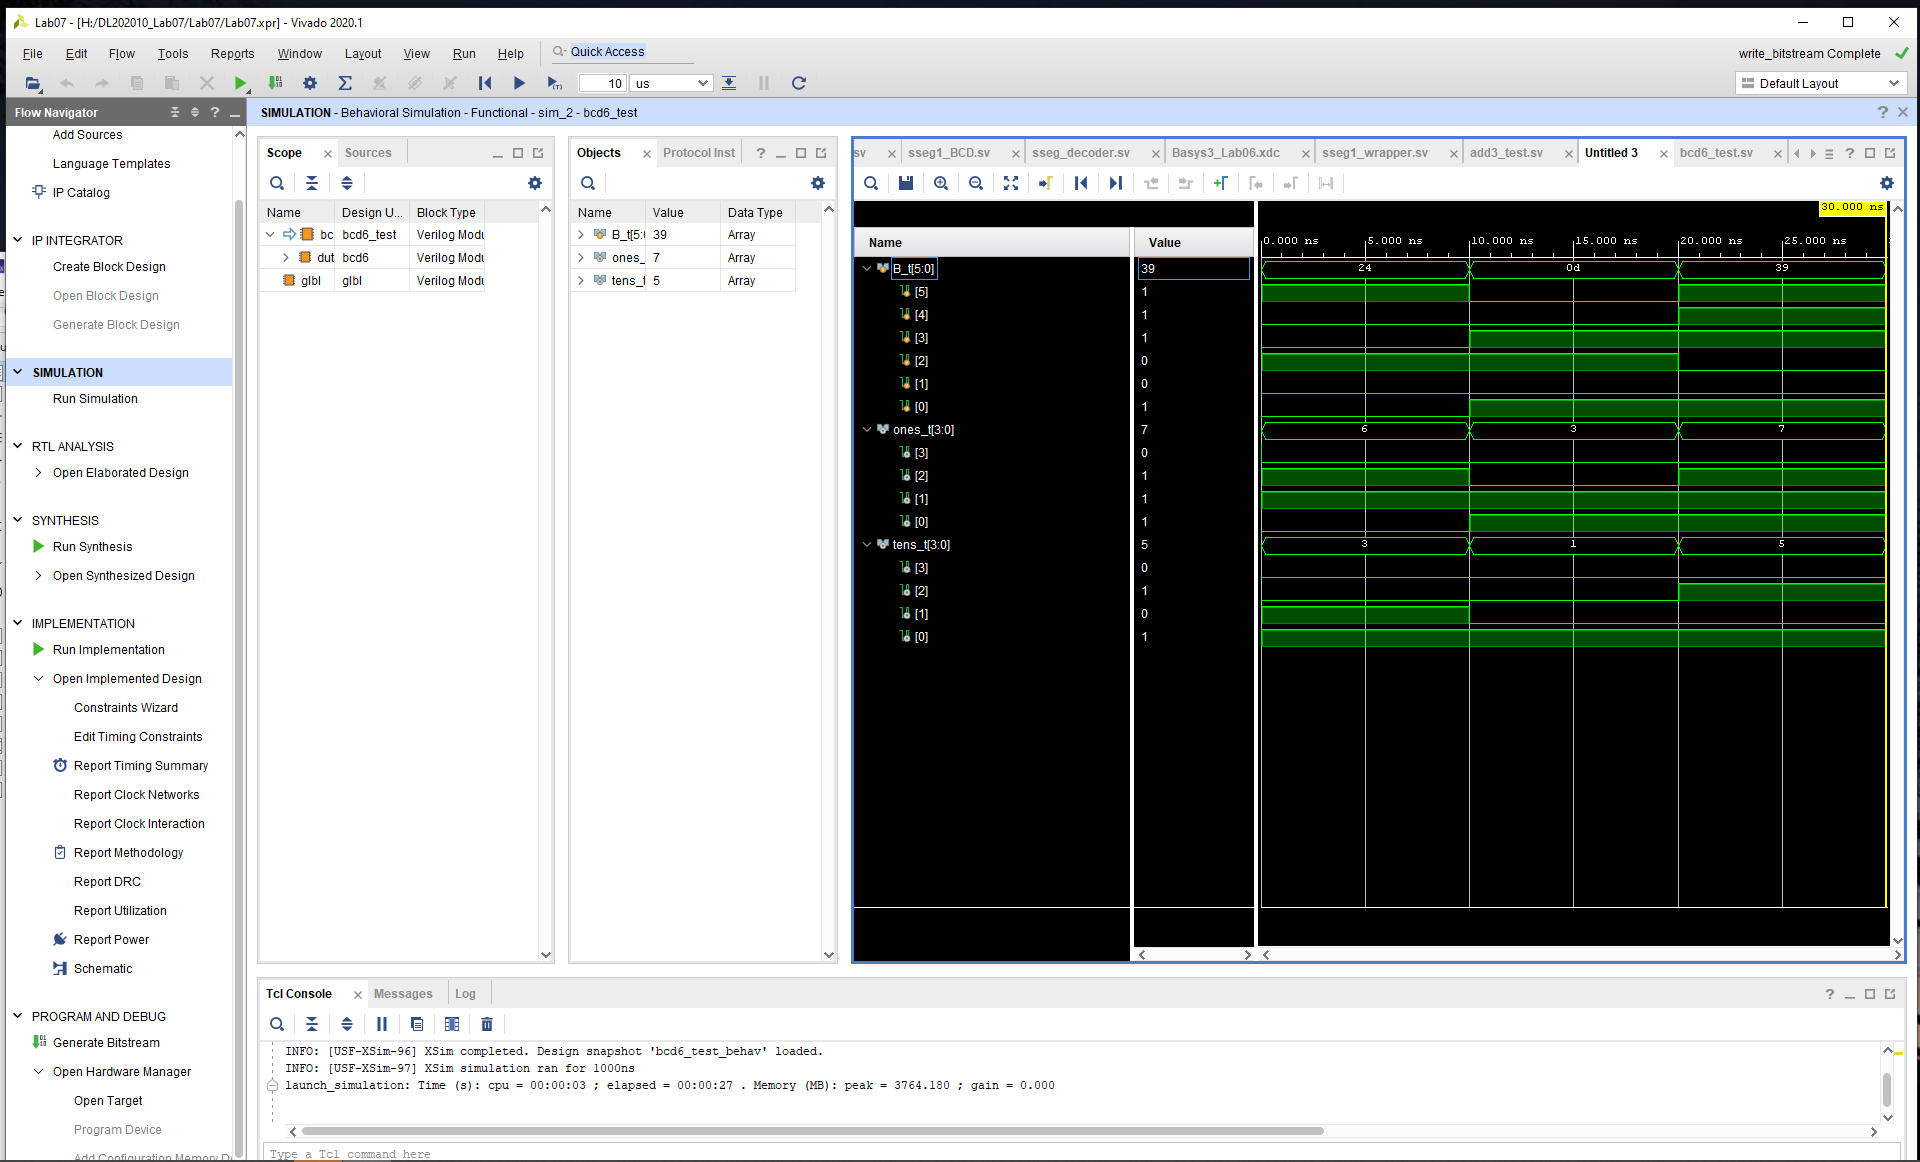 Lab07 - [H:/DL202010_Lab07/Lab07/Lab07.xpr] - Vivado 2020.1
File Edit Flow Tools Reports Window Layout View Run Help Quick Access
write_bitstream Complete
10 us
Default Layout
Flow Navigator
SIMULATION - Behavioral Simulation - Functional - sim_2 - bcd6_test
Add Sources
Language Templates
IP Catalog
IP INTEGRATOR
Create Block Design
Open Block Design
Generate Block Design
SIMULATION
Run Simulation
RTL ANALYSIS
Open Elaborated Design
SYNTHESIS
Run Synthesis
Open Synthesized Design
IMPLEMENTATION
Run Implementation
Open Implemented Design
Constraints Wizard
Edit Timing Constraints
Report Timing Summary
Report Clock Networks
Report Clock Interaction
Report Methodology
Report DRC
Report Utilization
Report Power
Schematic
PROGRAM AND DEBUG
Generate Bitstream
Open Hardware Manager
Open Target
Program Device
Add Configuration Memory D
Scope Sources
Name Design U... Block Type
bc bcd6_test Verilog Modu
dut bcd6 Verilog Modu
glbl glbl Verilog Modu
Objects Protocol Inst
Name Value Data Type
B_t[5: 39 Array
ones_ 7 Array
tens_t 5 Array
sv sseg1_BCD.sv sseg_decoder.sv Basys3_Lab06.xdc sseg1_wrapper.sv add3_test.sv Untitled 3 bcd6_test.sv
30.000 ns
Name Value 0.000 ns 5.000 ns 10.000 ns 15.000 ns 20.000 ns 25.000 ns
B_t[5:0] 39 24 0d 39
[5] 1
[4] 1
[3] 1
[2] 0
[1] 0
[0] 1
ones_t[3:0] 7 6 3 7
[3] 0
[2] 1
[1] 1
[0] 1
tens_t[3:0] 5 3 1 5
[3] 0
[2] 1
[1] 0
[0] 1
Tcl Console Messages Log
INFO: [USF-XSim-96] XSim completed. Design snapshot 'bcd6_test_behav' loaded.
INFO: [USF-XSim-97] XSim simulation ran for 1000ns
launch_simulation: Time (s): cpu = 00:00:03 ; elapsed = 00:00:27 . Memory (MB): peak = 3764.180 ; gain = 0.000
Type a Tcl command here